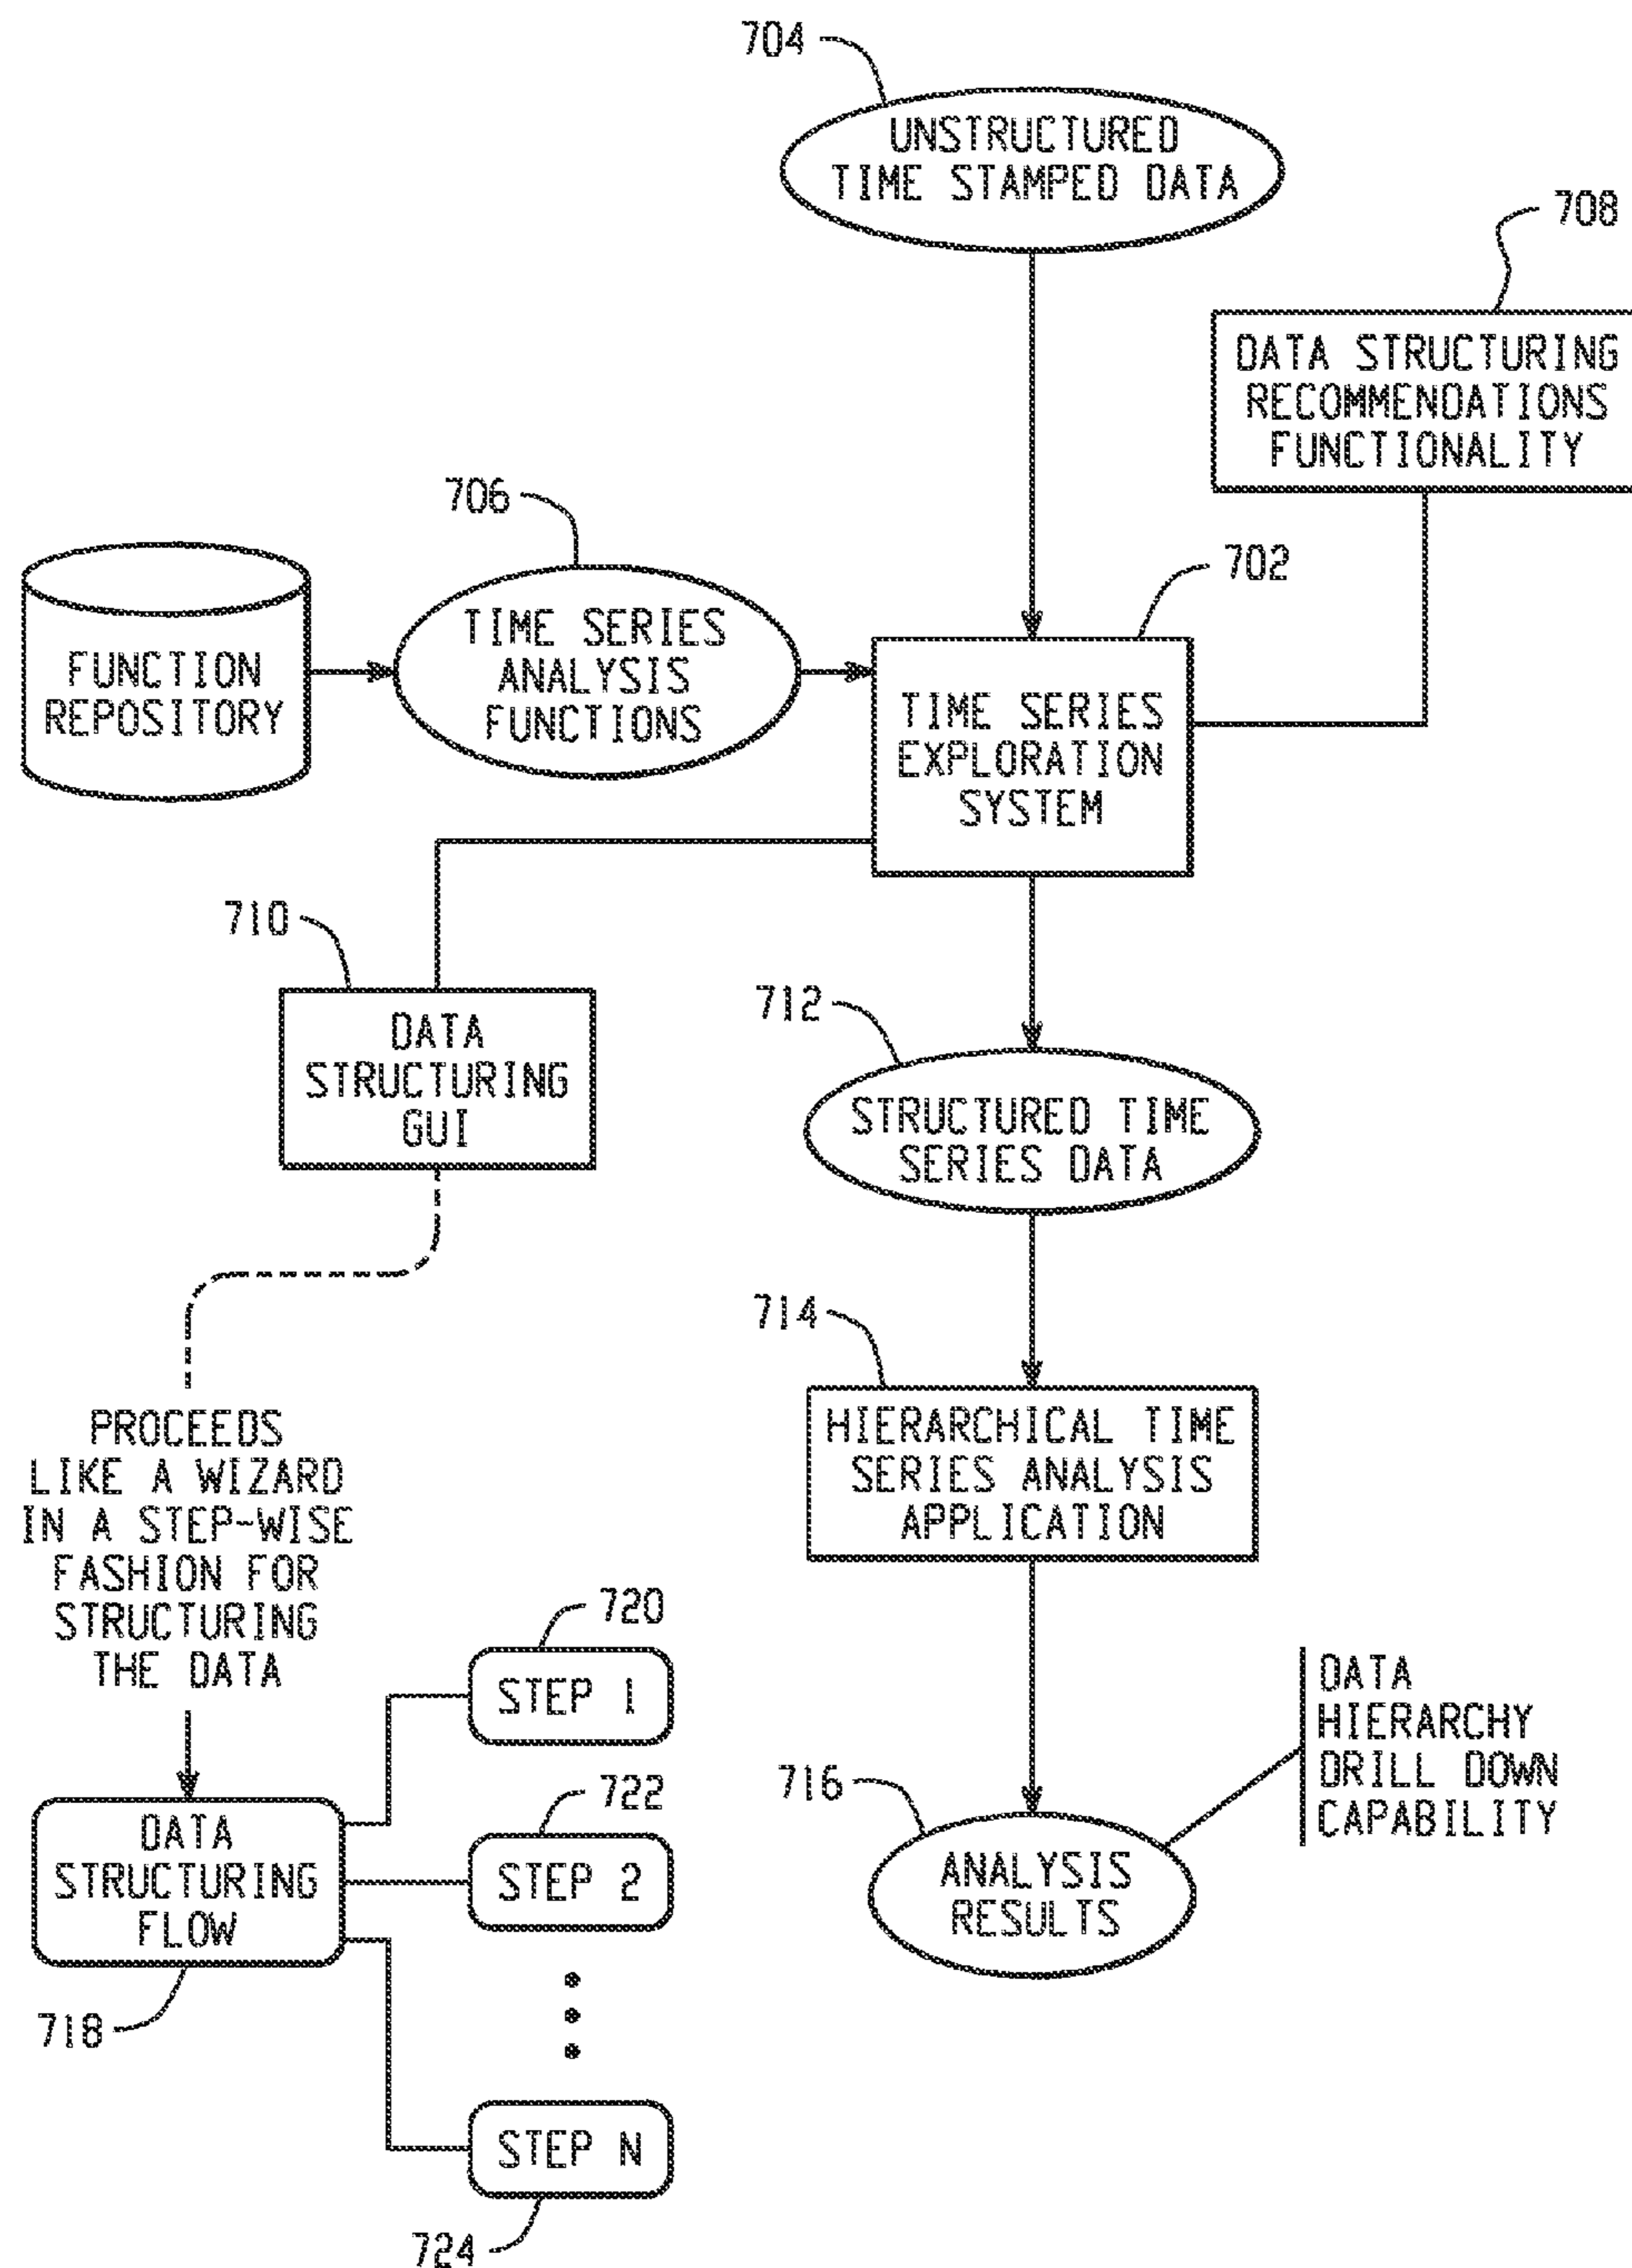 704
UNSTRUCTURED
TIME STAMPED DATA
708
DATA STRUCTURING
RECOMMENDATIONS
FUNCTIONALITY
706
702
FUNCTION
REPOSITORY
TIME SERIES
ANALYSIS
FUNCTIONS
TIME SERIES
EXPLORATION
SYSTEM
710
DATA
STRUCTURING
GUI
712
STRUCTURED TIME
SERIES DATA
714
HIERARCHICAL TIME
SERIES ANALYSIS
APPLICATION
PROCEEDS
LIKE A WIZARD
IN A STEP-WISE
FASHION FOR
STRUCTURING
THE DATA
720
STEP 1
722
STEP 2
DATA
STRUCTURING
FLOW
718
STEP N
724
716
ANALYSIS
RESULTS
DATA
HIERARCHY
DRILL DOWN
CAPABILITY